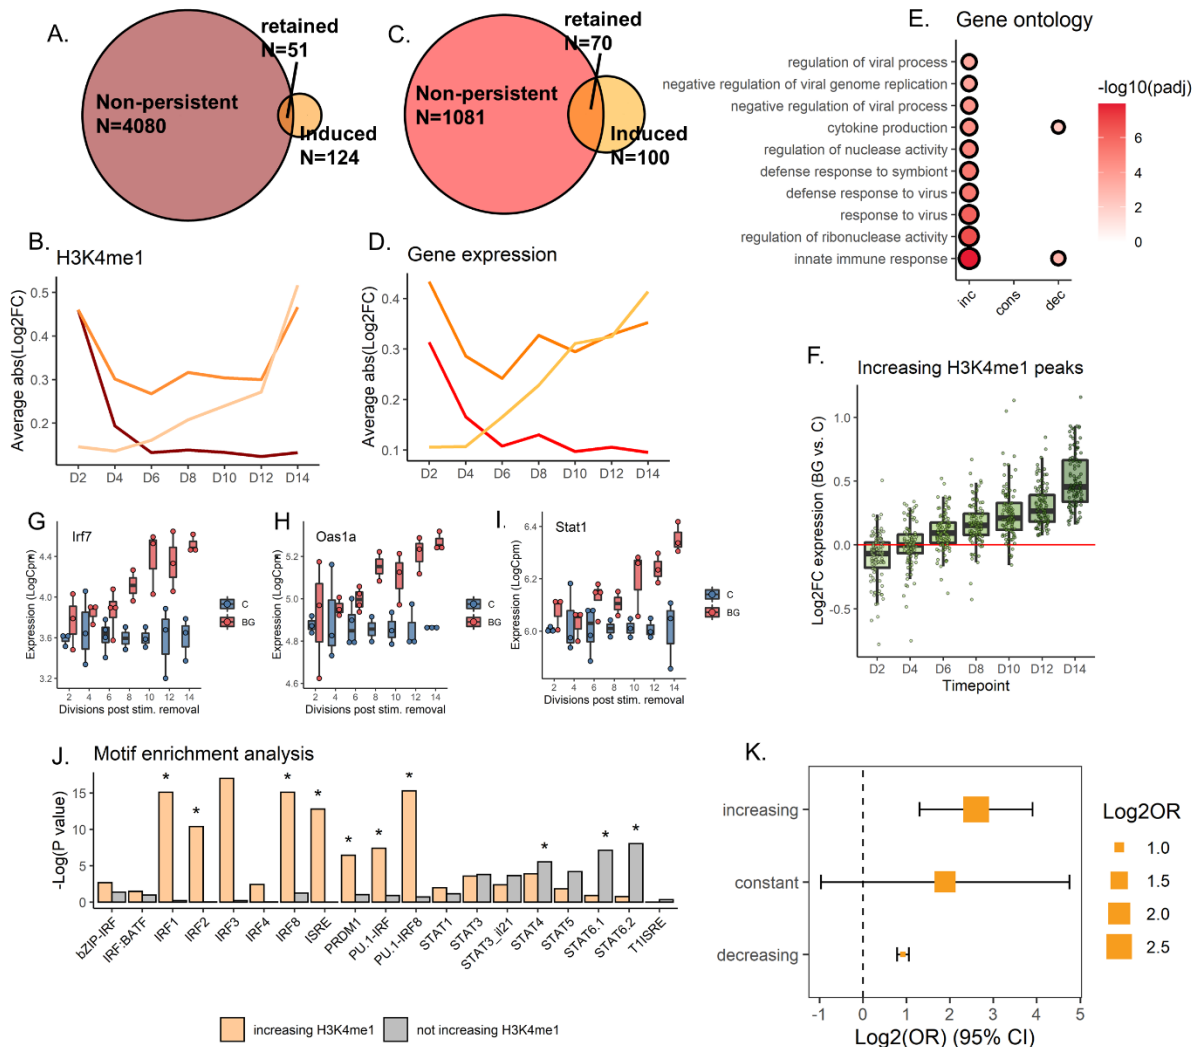 A.
Non-persistent
N=4080
retained
N=51
Induced
N=124
C.
Non-persistent
N=1081
retained
N=70
Induced
N=100
E. Gene ontology
regulation of viral process
negative regulation of viral genome replication
negative regulation of viral process
cytokine production
regulation of nuclease activity
defense response to symbiont
defense response to virus
response to virus
regulation of ribonuclease activity
innate immune response
inc cons dec
-log10(padj)
6
4
2
0
B. H3K4me1
Average abs(Log2FC)
0.5
0.4
0.3
0.2
D2 D4 D6 D8 D10 D12 D14
D. Gene expression
Average abs(Log2FC)
0.4
0.3
0.2
0.1
D2 D4 D6 D8 D10 D12 D14
F. Increasing H3K4me1 peaks
Log2FC expression (BG vs. C)
1.0
0.5
0.0
-0.5
D2 D4 D6 D8 D10 D12 D14
Timepoint
G Irf7
Expression (LogCpm)
4.4
4.0
3.6
3.2
2 4 6 8 10 12 14
Divisions post stim. removal
C
BG
H Oas1a
Expression (LogCpm)
5.2
5.0
4.8
4.6
2 4 6 8 10 12 14
Divisions post stim. removal
C
BG
I. Stat1
Expression (LogCpm)
6.4
6.2
6.0
2 4 6 8 10 12 14
Divisions post stim. removal
C
BG
J. Motif enrichment analysis
-Log(P value)
15
10
5
0
* * * * * * * * * *
bZIP-IRF IRF-BATF IRF1 IRF2 IRF3 IRF4 IRF8 ISRE PRDM1 PU.1-IRF PU.1-IRF8 STAT1 STAT3 STAT3_il21 STAT4 STAT5 STAT6.1 STAT6.2 T1ISRE
increasing H3K4me1 not increasing H3K4me1
K.
increasing
constant
decreasing
-1 0 1 2 3 4 5
Log2(OR) (95% CI)
Log2OR
1.0
1.5
2.0
2.5